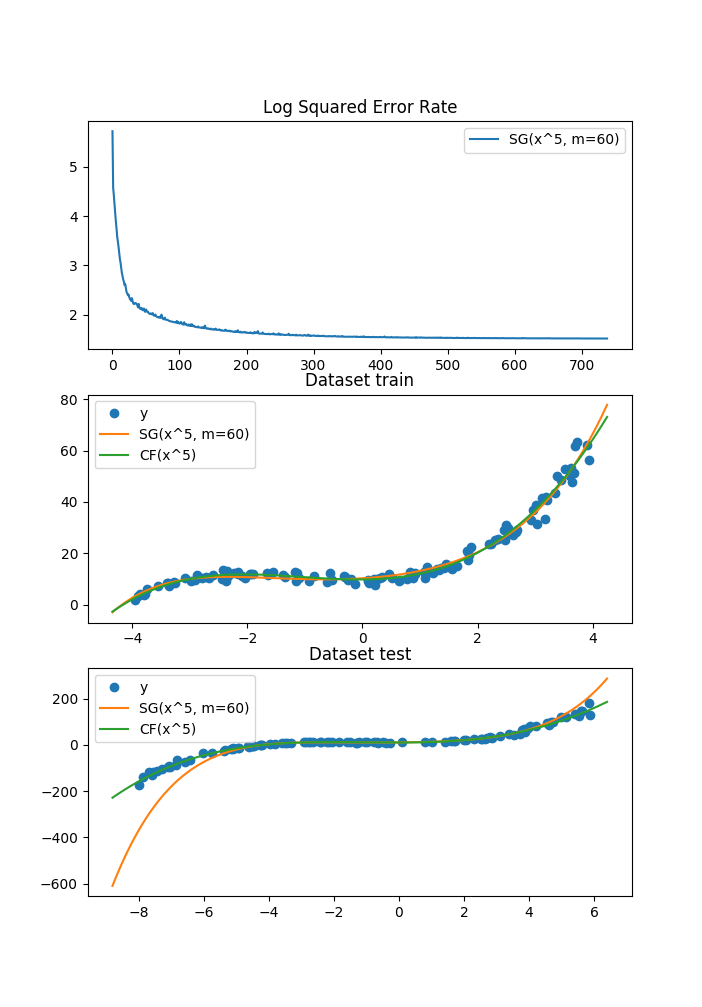 Log Squared Error Rate
SG(x^5, m=60)
5
4
3
2
0 100 200 300 400 500 600 700
Dataset train
y
SG(x^5, m=60)
CF(x^5)
80
60
40
20
0
−4 −2 0 2 4
Dataset test
y
SG(x^5, m=60)
CF(x^5)
200
0
−200
−400
−600
−8 −6 −4 −2 0 2 4 6